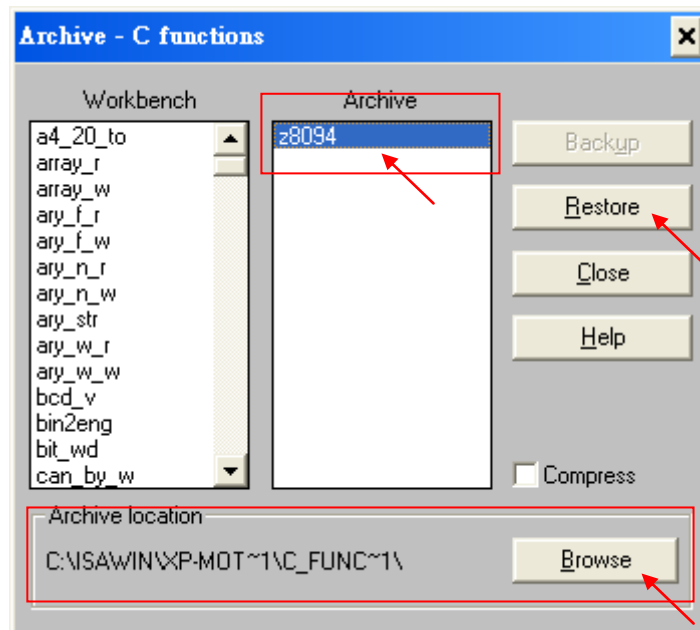 Archive - C functions
Workbench
Archive
a4_20_to
array_r
array_w
ary_f_r
ary_f_w
ary_n_r
ary_n_w
ary_str
ary_w_r
ary_w_w
bcd_v
bin2eng
bit_wd
can_by_w
z8094
Backup
Restore
Close
Help
Compress
Archive location
C:\ISAWIN\XP-MOT~1\C_FUNC~1\
Browse